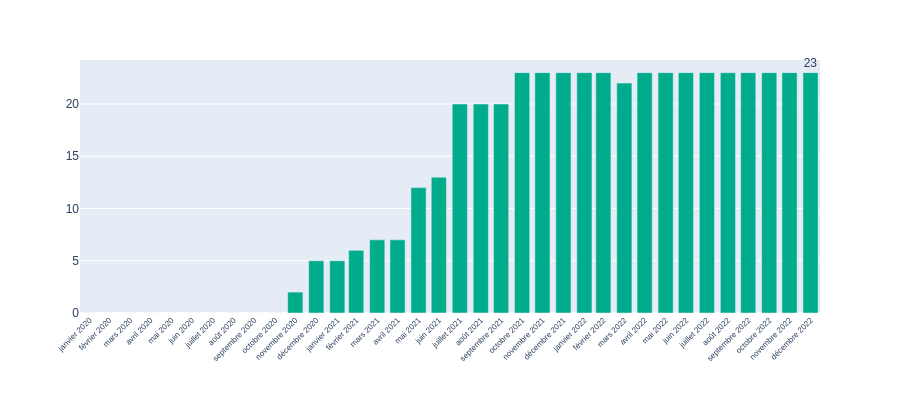 23
20
15
10
5
0
janvier 2020
février 2020
mars 2020
avril 2020
mai 2020
juin 2020
juillet 2020
août 2020
septembre 2020
octobre 2020
novembre 2020
décembre 2020
janvier 2021
février 2021
mars 2021
avril 2021
mai 2021
juin 2021
juillet 2021
août 2021
septembre 2021
octobre 2021
novembre 2021
décembre 2021
janvier 2022
février 2022
mars 2022
avril 2022
mai 2022
juin 2022
juillet 2022
août 2022
septembre 2022
octobre 2022
novembre 2022
décembre 2022